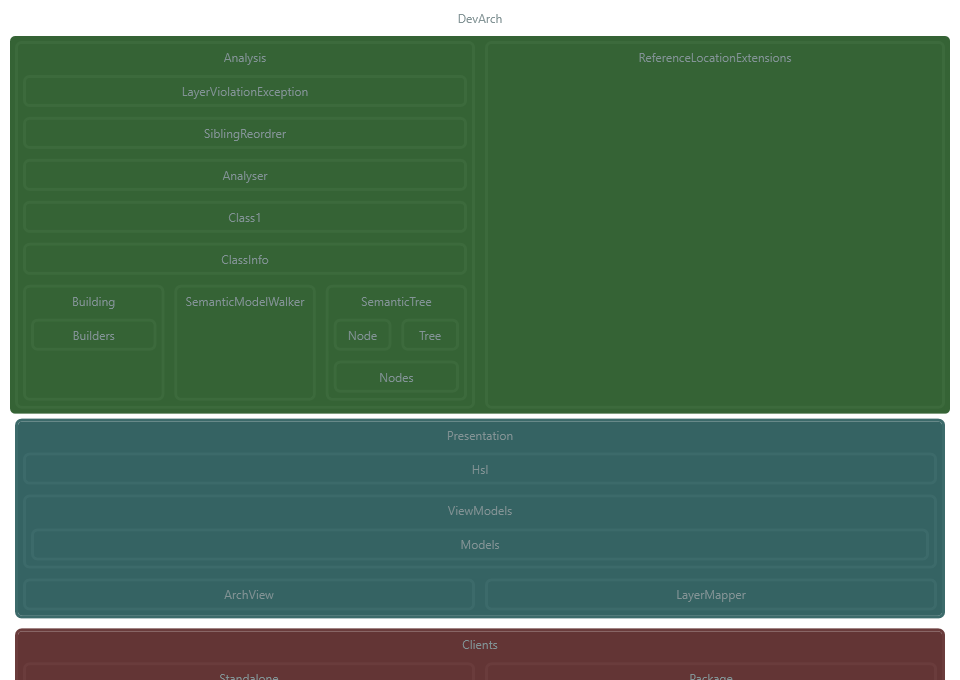 DevArch
Analysis
ReferenceLocationExtensions
LayerViolationException
SiblingReordrer
Analyser
Class1
ClassInfo
Building
SemanticModelWalker
SemanticTree
Builders
Node
Tree
Nodes
Presentation
Hsl
ViewModels
Models
ArchView
LayerMapper
Clients
Standalone
Package